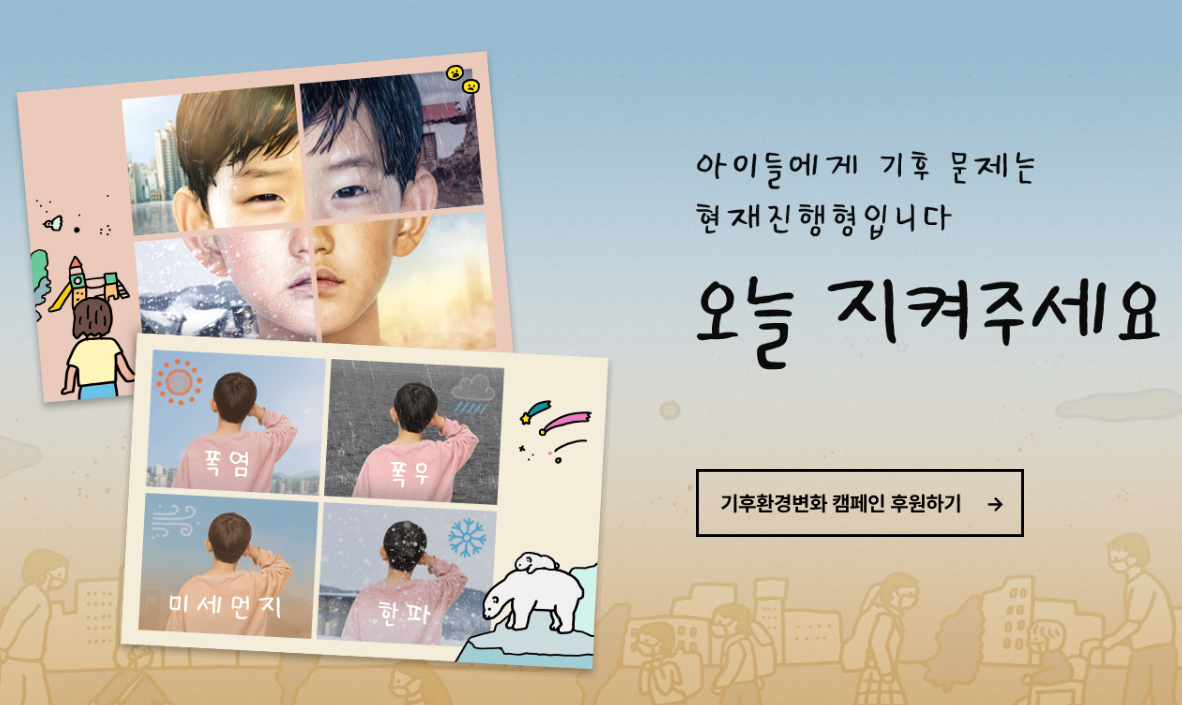 아이들에게 기후 문제는
현재진행형입니다
오늘 지켜주세요
기후환경변화 캠페인 후원하기 →
폭염
폭우
미세먼지
한파